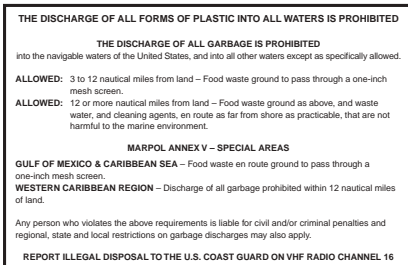 THE DISCHARGE OF ALL FORMS OF PLASTIC INTO ALL WATERS IS PROHIBITED
THE DISCHARGE OF ALL GARBAGE IS PROHIBITED
into the navigable waters of the United States, and into all other waters except as specifically allowed.
ALLOWED: 3 to 12 nautical miles from land – Food waste ground to pass through a one-inch
mesh screen.
ALLOWED: 12 or more nautical miles from land – Food waste ground as above, and waste
water, and cleaning agents, en route as far from shore as practicable, that are not
harmful to the marine environment.
MARPOL ANNEX V – SPECIAL AREAS
GULF OF MEXICO & CARIBBEAN SEA – Food waste en route ground to pass through a
one-inch mesh screen.
WESTERN CARIBBEAN REGION – Discharge of all garbage prohibited within 12 nautical miles
of land.
Any person who violates the above requirements is liable for civil and/or criminal penalties and
regional, state and local restrictions on garbage discharges may also apply.
REPORT ILLEGAL DISPOSAL TO THE U.S. COAST GUARD ON VHF RADIO CHANNEL 16